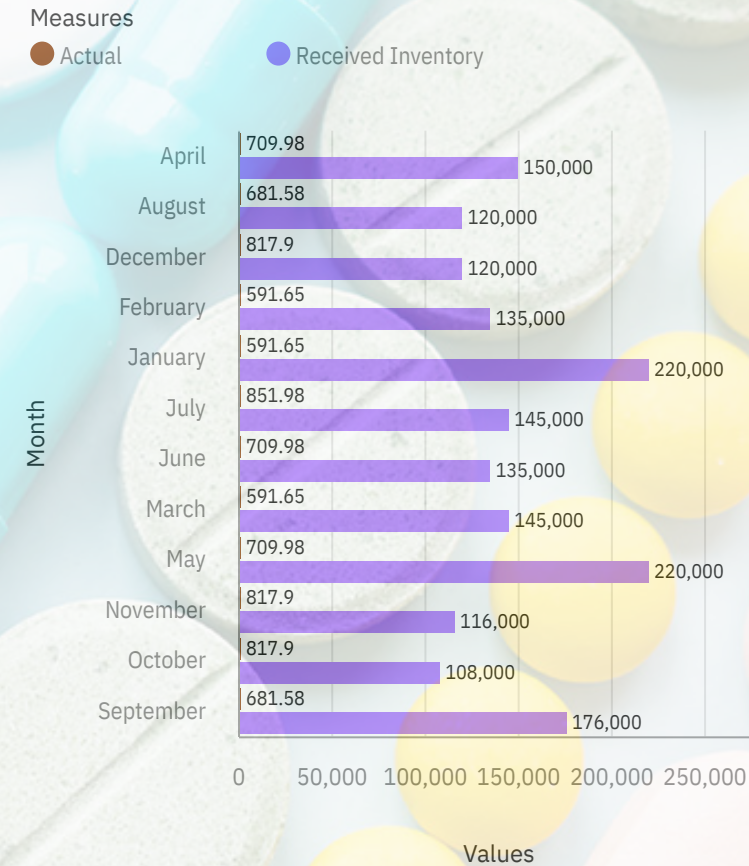 Measures
Actual Received Inventory
April 709.98
150,000
August 681.58
120,000
December 817.9
120,000
February 591.65
135,000
January 591.65
220,000
July 851.98
145,000
June 709.98
135,000
March 591.65
145,000
May 709.98
220,000
November 817.9
116,000
October 817.9
108,000
September 681.58
176,000
Month
0 50,000 100,000 150,000 200,000 250,000
Values